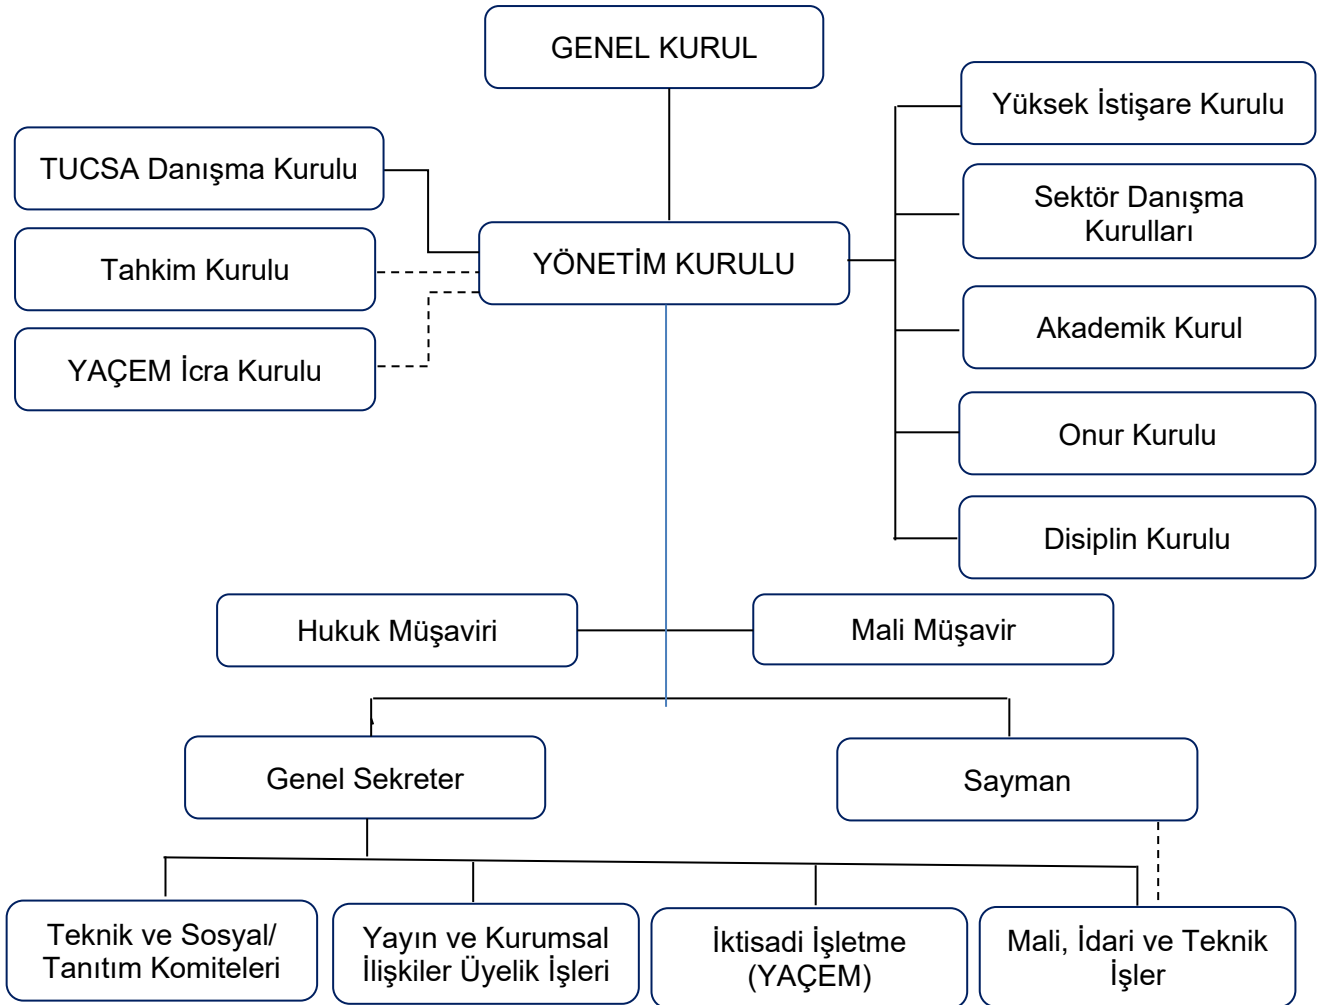 GENEL KURUL
Yüksek İstişare Kurulu
TUCSA Danışma Kurulu
Sektör Danışma
Kurulları
Tahkim Kurulu
YÖNETİM KURULU
YAÇEM İcra Kurulu
Akademik Kurul
Onur Kurulu
Disiplin Kurulu
Hukuk Müşaviri
Mali Müşavir
Genel Sekreter
Sayman
Teknik ve Sosyal/
Tanıtım Komiteleri
Yayın ve Kurumsal
İlişkiler Üyelik İşleri
İktisadi İşletme
(YAÇEM)
Mali, İdari ve Teknik
İşler